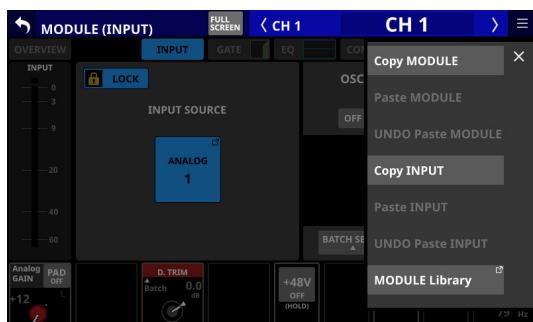 MODULE (INPUT)
FULL
SCREEN
CH 1
CH 1
OVERVIEW
INPUT
GATE
EQ
INPUT
0
3
9
20
40
60
LOCK
INPUT SOURCE
ANALOG
1
OFF
Copy MODULE
Paste MODULE
UNDO Paste MODULE
Copy INPUT
Paste INPUT
UNDO Paste INPUT
MODULE Library
Analog
GAIN
PAD
OFF
+12
L
D. TRIM
Batch
0.0
dB
+48V
OFF
(HOLD)
BATCH SE
79 Hz